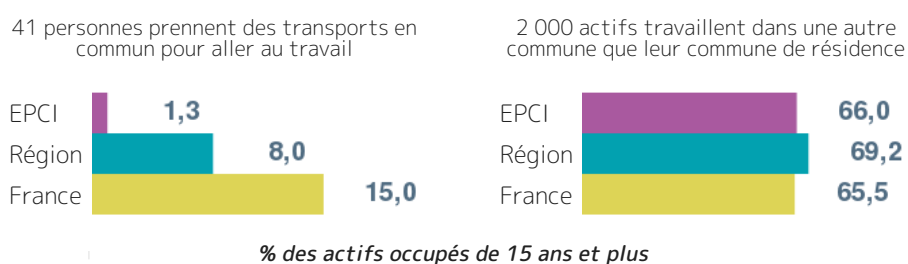 41 personnes prennent des transports en
commun pour aller au travail
EPCI 1,3
Région 8,0
France 15,0
2 000 actifs travaillent dans une autre
commune que leur commune de résidence
EPCI 66,0
Région 69,2
France 65,5
% des actifs occupés de 15 ans et plus